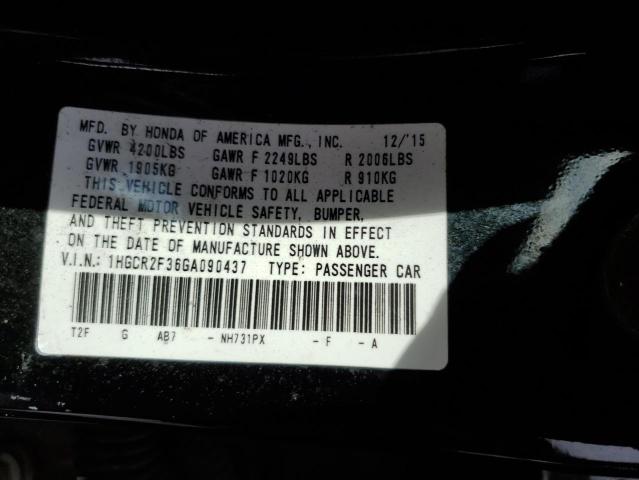 MFD. BY HONDA OF AMERICA MFG., INC. 12/'15
GVWR 4200LBS GAWR F 2249LBS R 2006LBS
GVWR 1905KG GAWR F 1020KG R 910KG
THIS VEHICLE CONFORMS TO ALL APPLICABLE
FEDERAL MOTOR VEHICLE SAFETY, BUMPER,
AND THEFT PREVENTION STANDARDS IN EFFECT
ON THE DATE OF MANUFACTURE SHOWN ABOVE.
V.I.N.: 1HGCR2F36GA090437 TYPE: PASSENGER CAR
T2F G AB7 - NH731PX - F - A